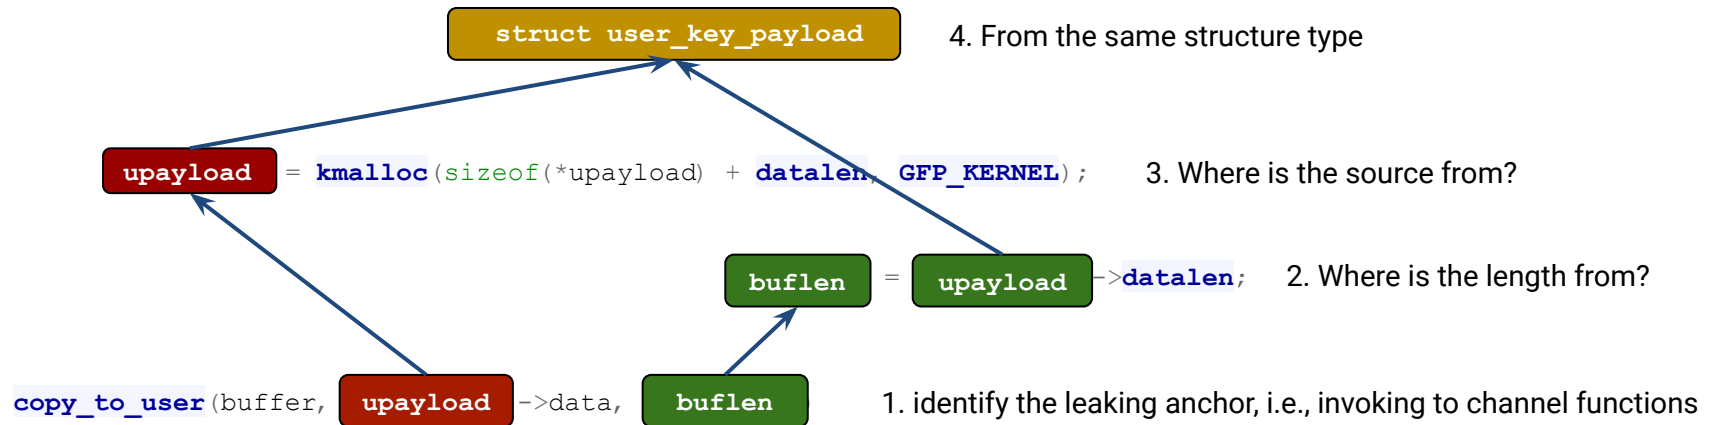 struct user_key_payload 4. From the same structure type
upayload = kmalloc(sizeof(*upayload) + datalen, GFP_KERNEL); 3. Where is the source from?
buflen = upayload ->datalen; 2. Where is the length from?
copy_to_user(buffer, upayload ->data, buflen 1. identify the leaking anchor, i.e., invoking to channel functions